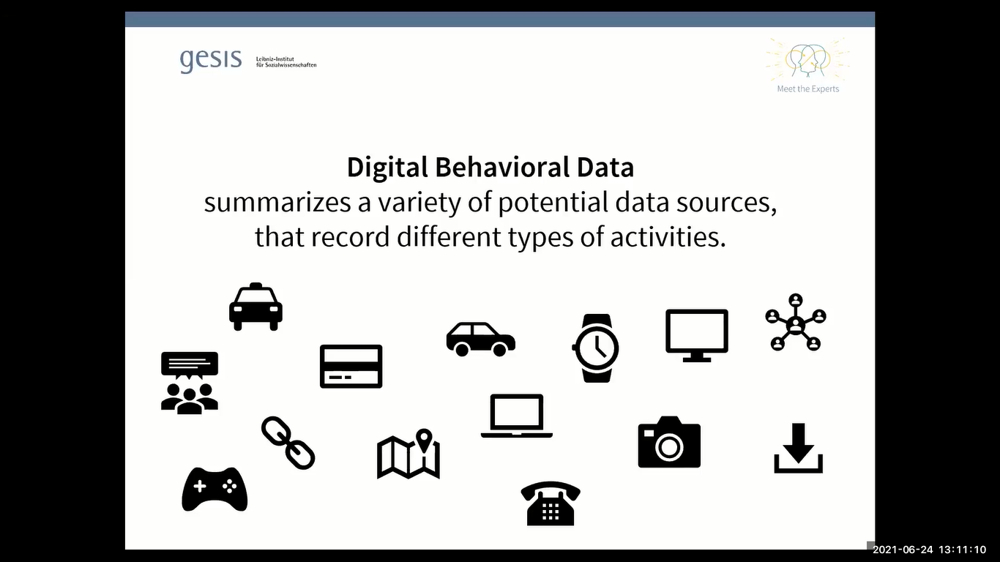 gesis
Leibniz-Institut
für Sozialwissenschaften
Meet the Experts
Digital Behavioral Data
summarizes a variety of potential data sources,
that record different types of activities.
2021-06-24 13:11:10